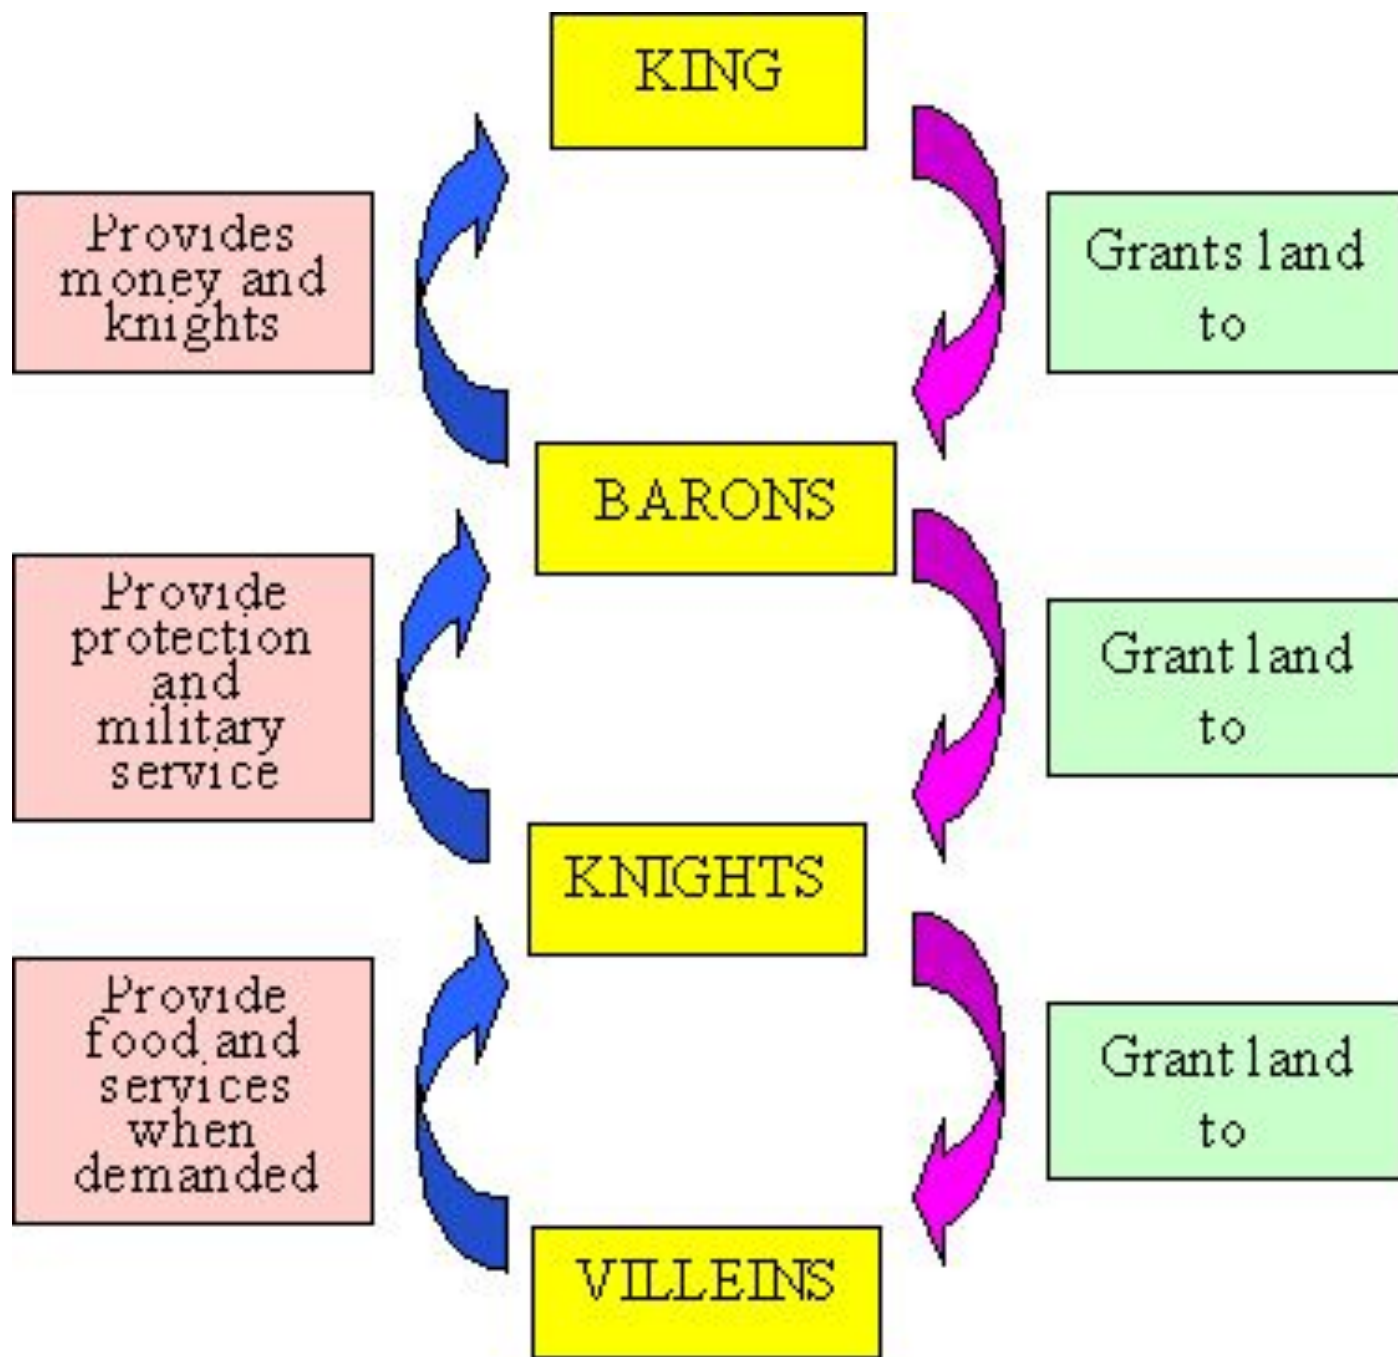 KING
Provides
money and
knights
Grants land
to
BARONS
Provide
protection
and
military
service
Grant land
to
KNIGHTS
Provide
food and
services
when
demanded
Grant land
to
VILLEINS